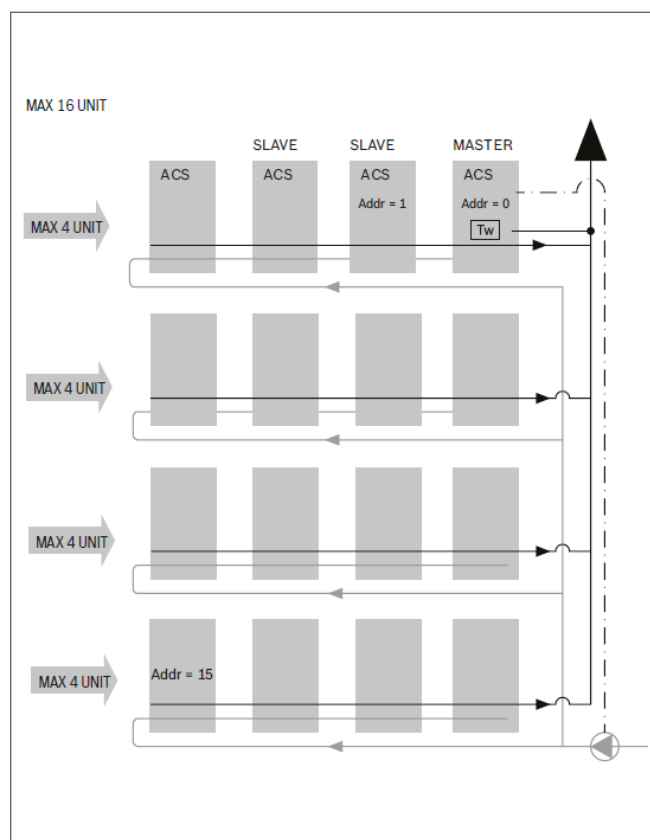 MAX 16 UNIT
SLAVE SLAVE MASTER
ACS ACS ACS ACS
Addr = 1 Addr = 0
MAX 4 UNIT
Tw
MAX 4 UNIT
MAX 4 UNIT
Addr = 15
MAX 4 UNIT